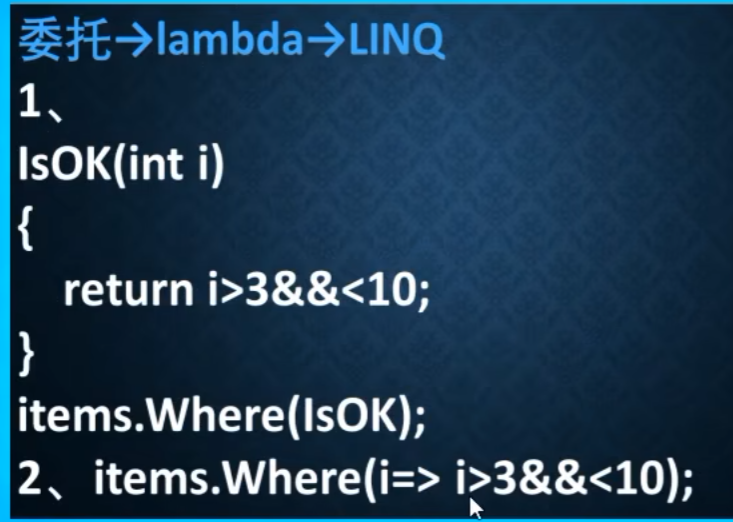 委托→lambda→LINQ
1、
IsOK(int i)
{
return i>3&&<10;
}
items.Where(IsOK);
2、items.Where(i=> i>3&&<10);